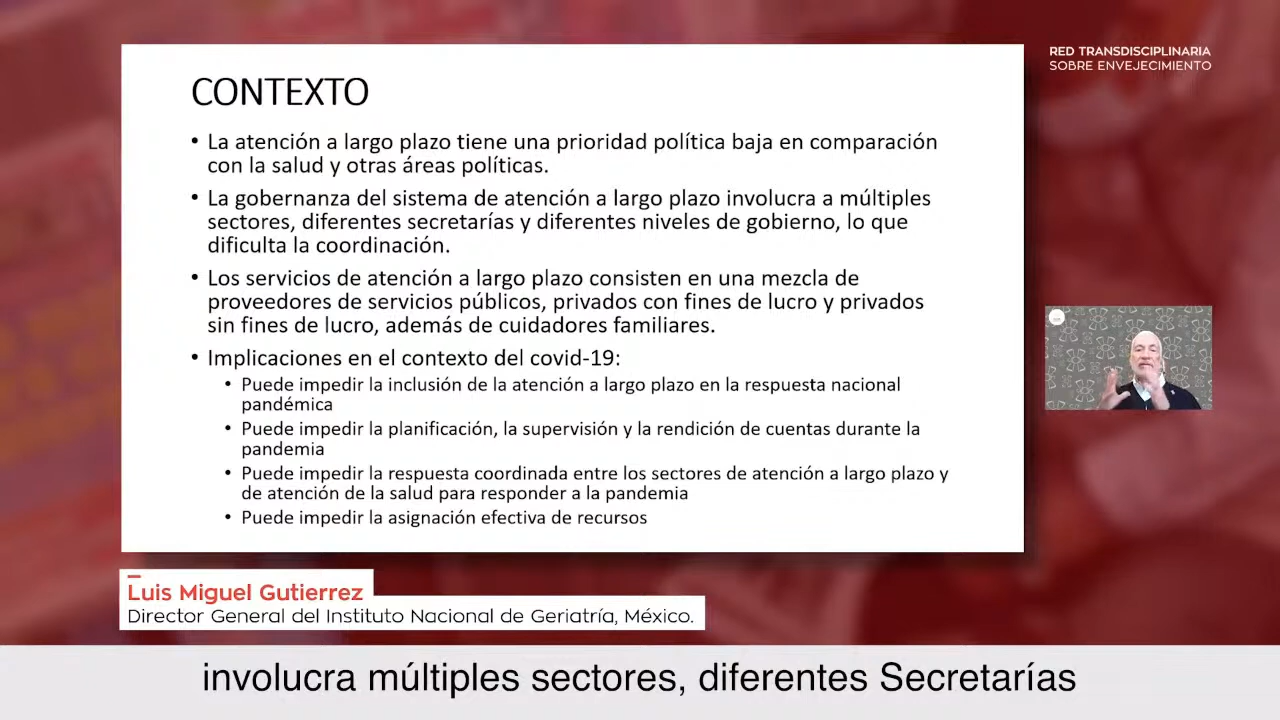 RED TRANSDISCIPLINARIA
SOBRE ENVEJECIMIENTO
CONTEXTO
• La atención a largo plazo tiene una prioridad política baja en comparación
con la salud y otras áreas políticas.
• La gobernanza del sistema de atención a largo plazo involucra a múltiples
sectores, diferentes secretarías y diferentes niveles de gobierno, lo que
dificulta la coordinación.
• Los servicios de atención a largo plazo consisten en una mezcla de
proveedores de servicios públicos, privados con fines de lucro y privados
sin fines de lucro, además de cuidadores familiares.
• Implicaciones en el contexto del covid-19:
• Puede impedir la inclusión de la atención a largo plazo en la respuesta nacional
pandémica
• Puede impedir la planificación, la supervisión y la rendición de cuentas durante la
pandemia
• Puede impedir la respuesta coordinada entre los sectores de atención a largo plazo y
de atención de la salud para responder a la pandemia
• Puede impedir la asignación efectiva de recursos
Luis Miguel Gutierrez
Director General del Instituto Nacional de Geriatría, México.
involucra múltiples sectores, diferentes Secretarías